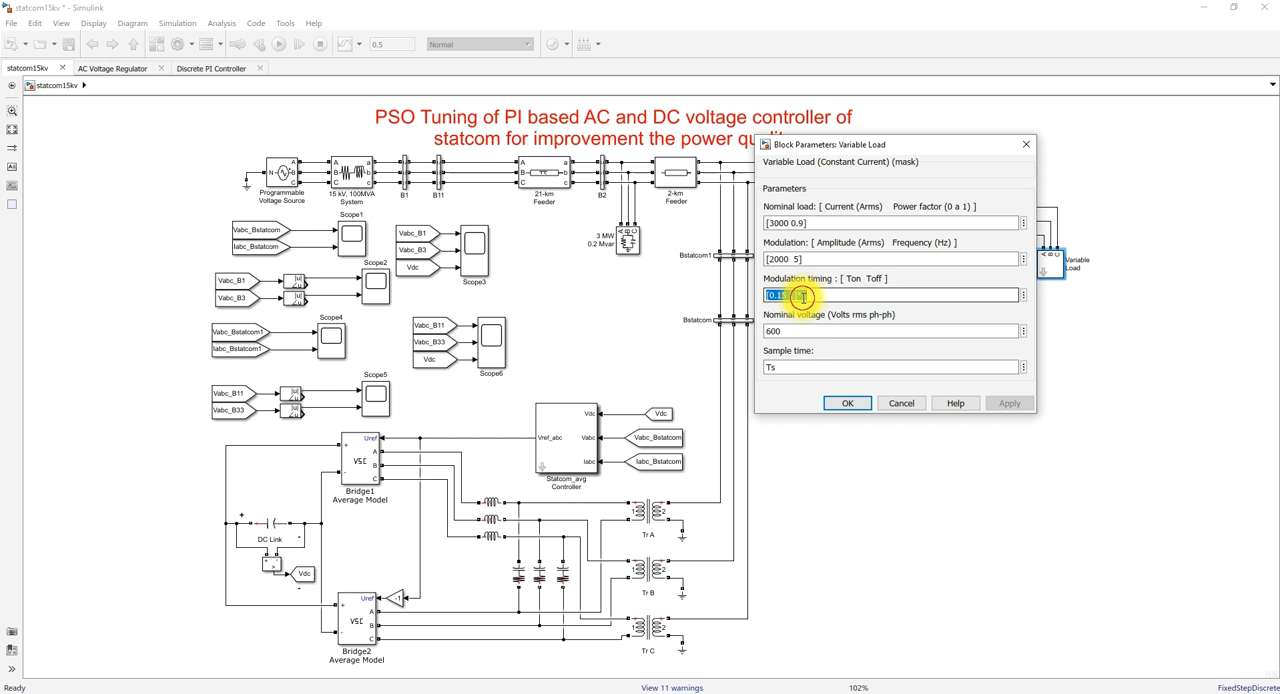 statcom15kv * - Simulink
File Edit View Display Diagram Simulation Analysis Code Tools Help
0.5 Normal
statcom15kv AC Voltage Regulator Discrete PI Controller
statcom15kv
PSO Tuning of PI based AC and DC voltage controller of
statcom for improvement the power
Programmable
Voltage Source
15 kV, 100MVA
System
B1
B11
21-km
Feeder
B2
2-km
Feeder
.3 MW
0.2 Mvar
Scope1
Vabc_Bstatcom
Iabc_Bstatcom
Vabc_B1
Vabc_B3
Vdc
Scope3
Scope2
Vabc_B1
Vabc_B3
Scope4
Vabc_Bstatcom1
Iabc_Bstatcom1
Vabc_B11
Vabc_B33
Vdc
Scope6
Scope5
Vabc_B11
Vabc_B33
Bstatcom1
Bstatcom
Block Parameters: Variable Load
Variable Load (Constant Current) (mask)
Parameters
Nominal load: [ Current (Arms) Power factor (0 a 1) ]
[3000 0.9]
Modulation: [ Amplitude (Arms) Frequency (Hz) ]
[2000 5]
Modulation timing : [ Ton Toff ]
Nominal voltage (Volts rms ph-ph)
600
Sample time:
Ts
OK Cancel Help Apply
Variable
Load
Uref
VSC
Bridge1
Average Model
Vref_abc
Vdc
Vabc
Iabc
Statcom_avg
Controller
Vdc
Vabc_Bstatcom
Iabc_Bstatcom
DC Link
Vdc
-1
Uref
VSC
Bridge2
Average Model
Tr A
Tr B
Tr C
Ready View 11 warnings 102% FixedStepDiscrete